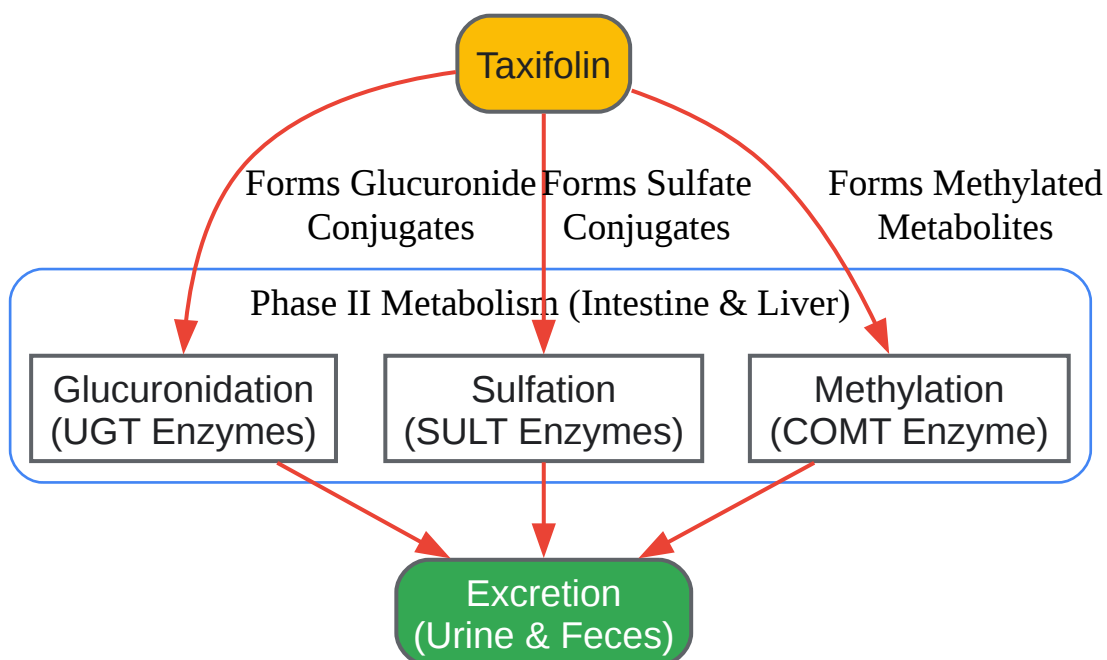 Taxifolin
Forms Glucuronide
Conjugates
Forms Sulfate
Conjugates
Forms Methylated
Metabolites
Phase II Metabolism (Intestine & Liver)
Glucuronidation
(UGT Enzymes)
Sulfation
(SULT Enzymes)
Methylation
(COMT Enzyme)
Excretion
(Urine & Feces)